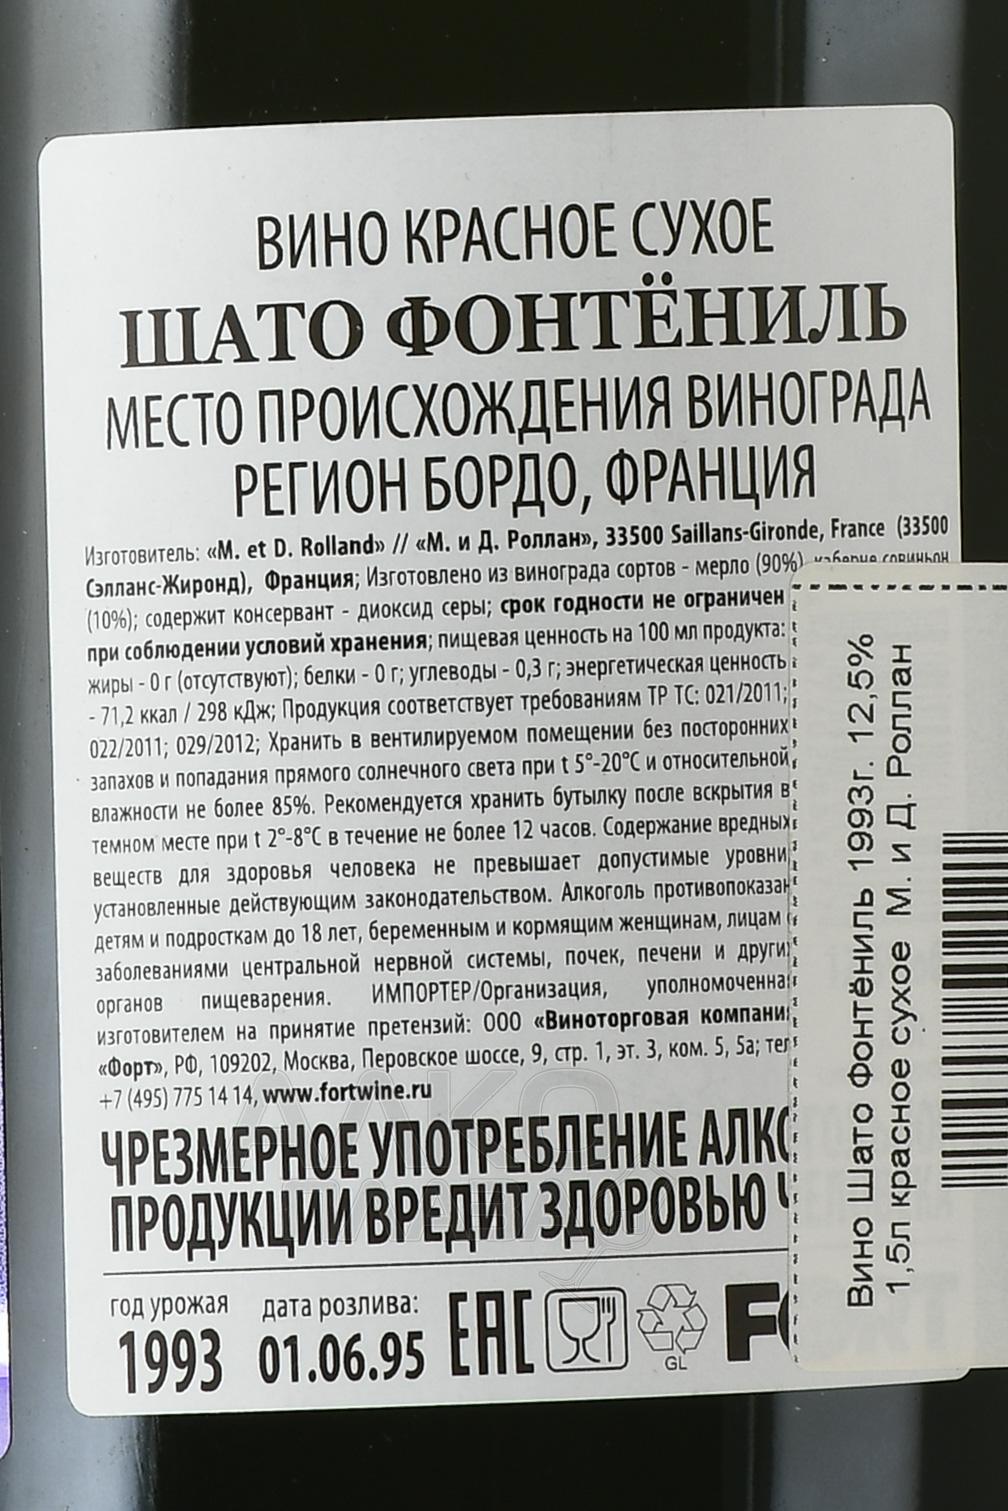 ВИНО КРАСНОЕ СУХОЕ
ШАТО ФОНТЁНИЛЬ
МЕСТО ПРОИСХОЖДЕНИЯ ВИНОГРАДА
РЕГИОН БОРДО, ФРАНЦИЯ
Изготовитель: «M. et D. Rolland» // «М. и Д. Роллан», 33500 Saillans-Gironde, France (33500
Сэлланс-Жиронд), Франция; Изготовлено из винограда сортов - мерло (90%), каберне совиньон
(10%); содержит консервант - диоксид серы; срок годности не ограничен
при соблюдении условий хранения; пищевая ценность на 100 мл продукта:
жиры - 0 г (отсутствуют); белки - 0 г; углеводы - 0,3 г; энергетическая ценность
- 71,2 ккал / 298 кДж; Продукция соответствует требованиям ТР ТС: 021/2011;
022/2011; 029/2012; Хранить в вентилируемом помещении без посторонних
запахов и попадания прямого солнечного света при t 5°-20°С и относительной
влажности не более 85%. Рекомендуется хранить бутылку после вскрытия в
темном месте при t 2°-8°С в течение не более 12 часов. Содержание вредных
веществ для здоровья человека не превышает допустимые уровни,
установленные действующим законодательством. Алкоголь противопоказан
детям и подросткам до 18 лет, беременным и кормящим женщинам, лицам
заболеваниями центральной нервной системы, почек, печени и других
органов пищеварения. ИМПОРТЕР/Организация, уполномоченная
изготовителем на принятие претензий: ООО «Виноторговая компани
«Форт», РФ, 109202, Москва, Перовское шоссе, 9, стр. 1, эт. 3, ком. 5, 5а; тел
+7 (495) 775 14 14, www.fortwine.ru
ЧРЕЗМЕРНОЕ УПОТРЕБЛЕНИЕ АЛКО
ПРОДУКЦИИ ВРЕДИТ ЗДОРОВЬЮ
год урожая дата розлива:
1993 01.06.95 ЕАС
GL
FO
Вино Шато Фонтёниль 1993г. 12,5%
1,5л красное сухое М. и Д. Роллан
АЛКО